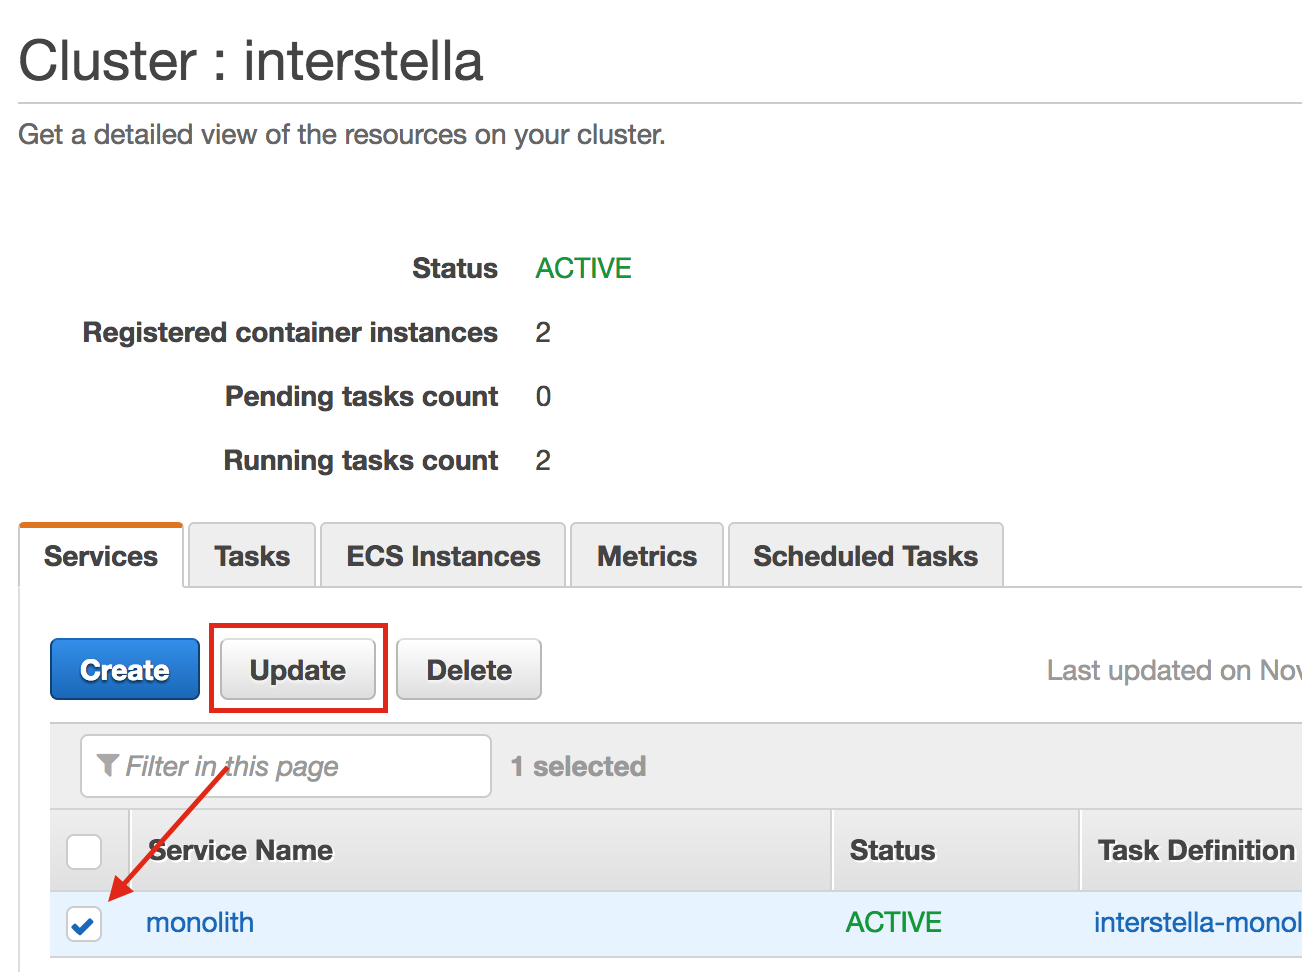 Cluster : interstella
Get a detailed view of the resources on your cluster.
Status ACTIVE
Registered container instances 2
Pending tasks count 0
Running tasks count 2
Services Tasks ECS Instances Metrics Scheduled Tasks
Create Update Delete Last updated on Nov
Filter in this page 1 selected
Service Name Status Task Definition
monolith ACTIVE interstella-monol